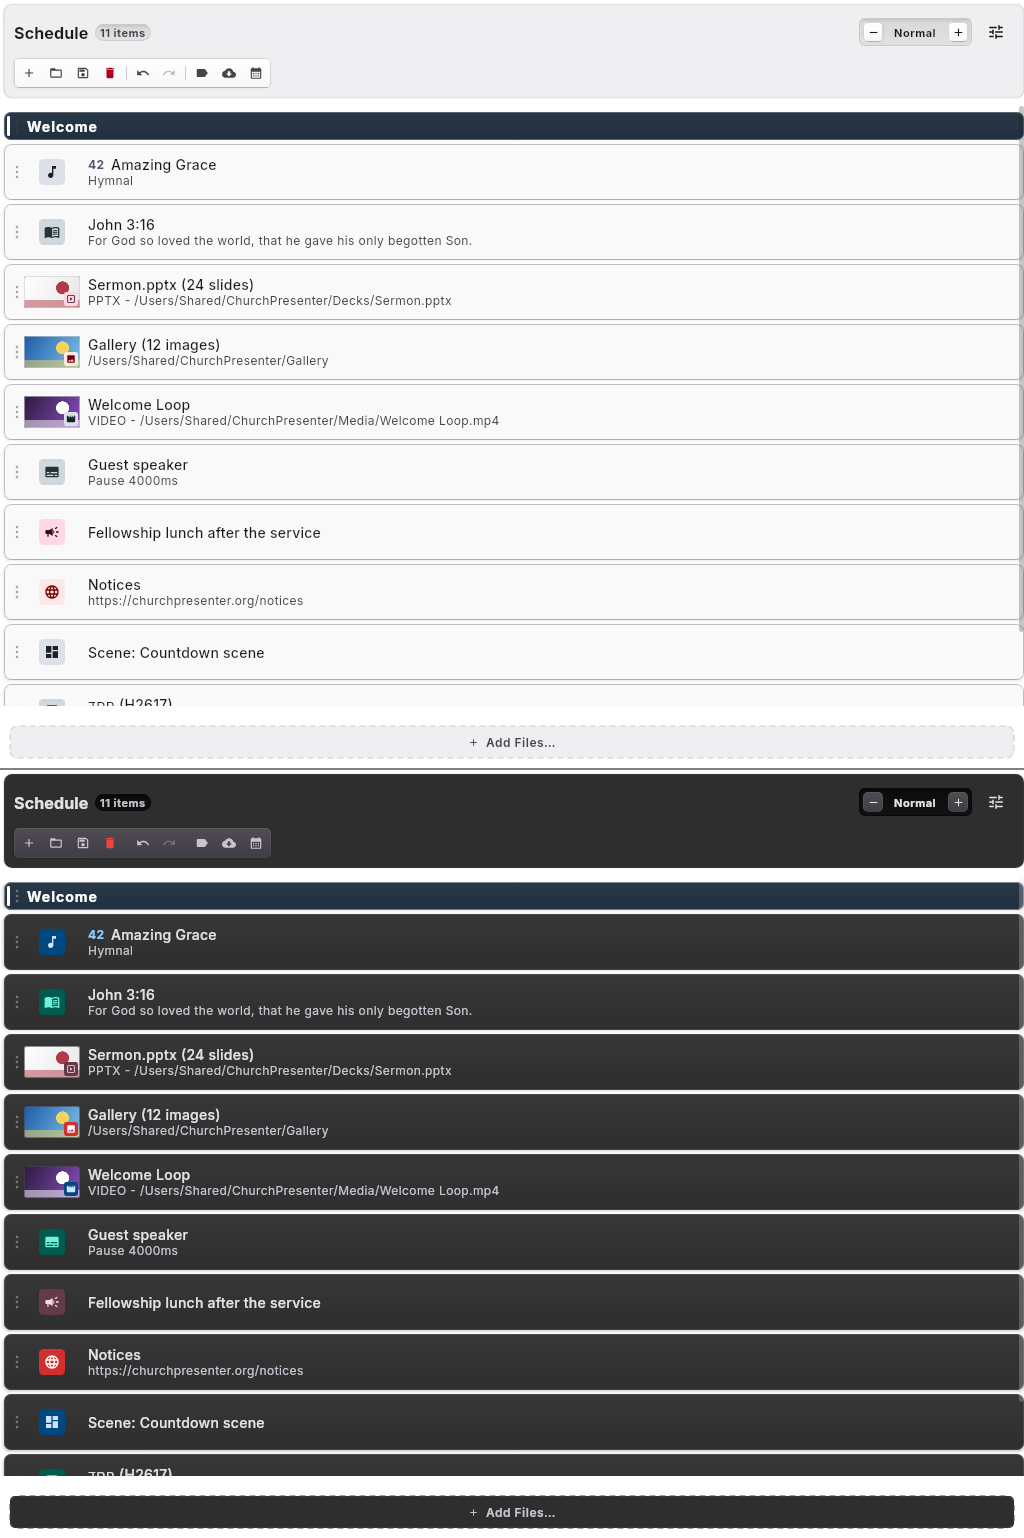 Schedule 11 items
Normal
Welcome
42 Amazing Grace
Hymnal
John 3:16
For God so loved the world, that he gave his only begotten Son.
Sermon.pptx (24 slides)
PPTX - /Users/Shared/ChurchPresenter/Decks/Sermon.pptx
Gallery (12 images)
/Users/Shared/ChurchPresenter/Gallery
Welcome Loop
VIDEO - /Users/Shared/ChurchPresenter/Media/Welcome Loop.mp4
Guest speaker
Pause 4000ms
Fellowship lunch after the service
Notices
https://churchpresenter.org/notices
Scene: Countdown scene
(H2617)
+ Add Files...
Schedule 11 items
Normal
Welcome
42 Amazing Grace
Hymnal
John 3:16
For God so loved the world, that he gave his only begotten Son.
Sermon.pptx (24 slides)
PPTX - /Users/Shared/ChurchPresenter/Decks/Sermon.pptx
Gallery (12 images)
/Users/Shared/ChurchPresenter/Gallery
Welcome Loop
VIDEO - /Users/Shared/ChurchPresenter/Media/Welcome Loop.mp4
Guest speaker
Pause 4000ms
Fellowship lunch after the service
Notices
https://churchpresenter.org/notices
Scene: Countdown scene
(H2617)
+ Add Files...